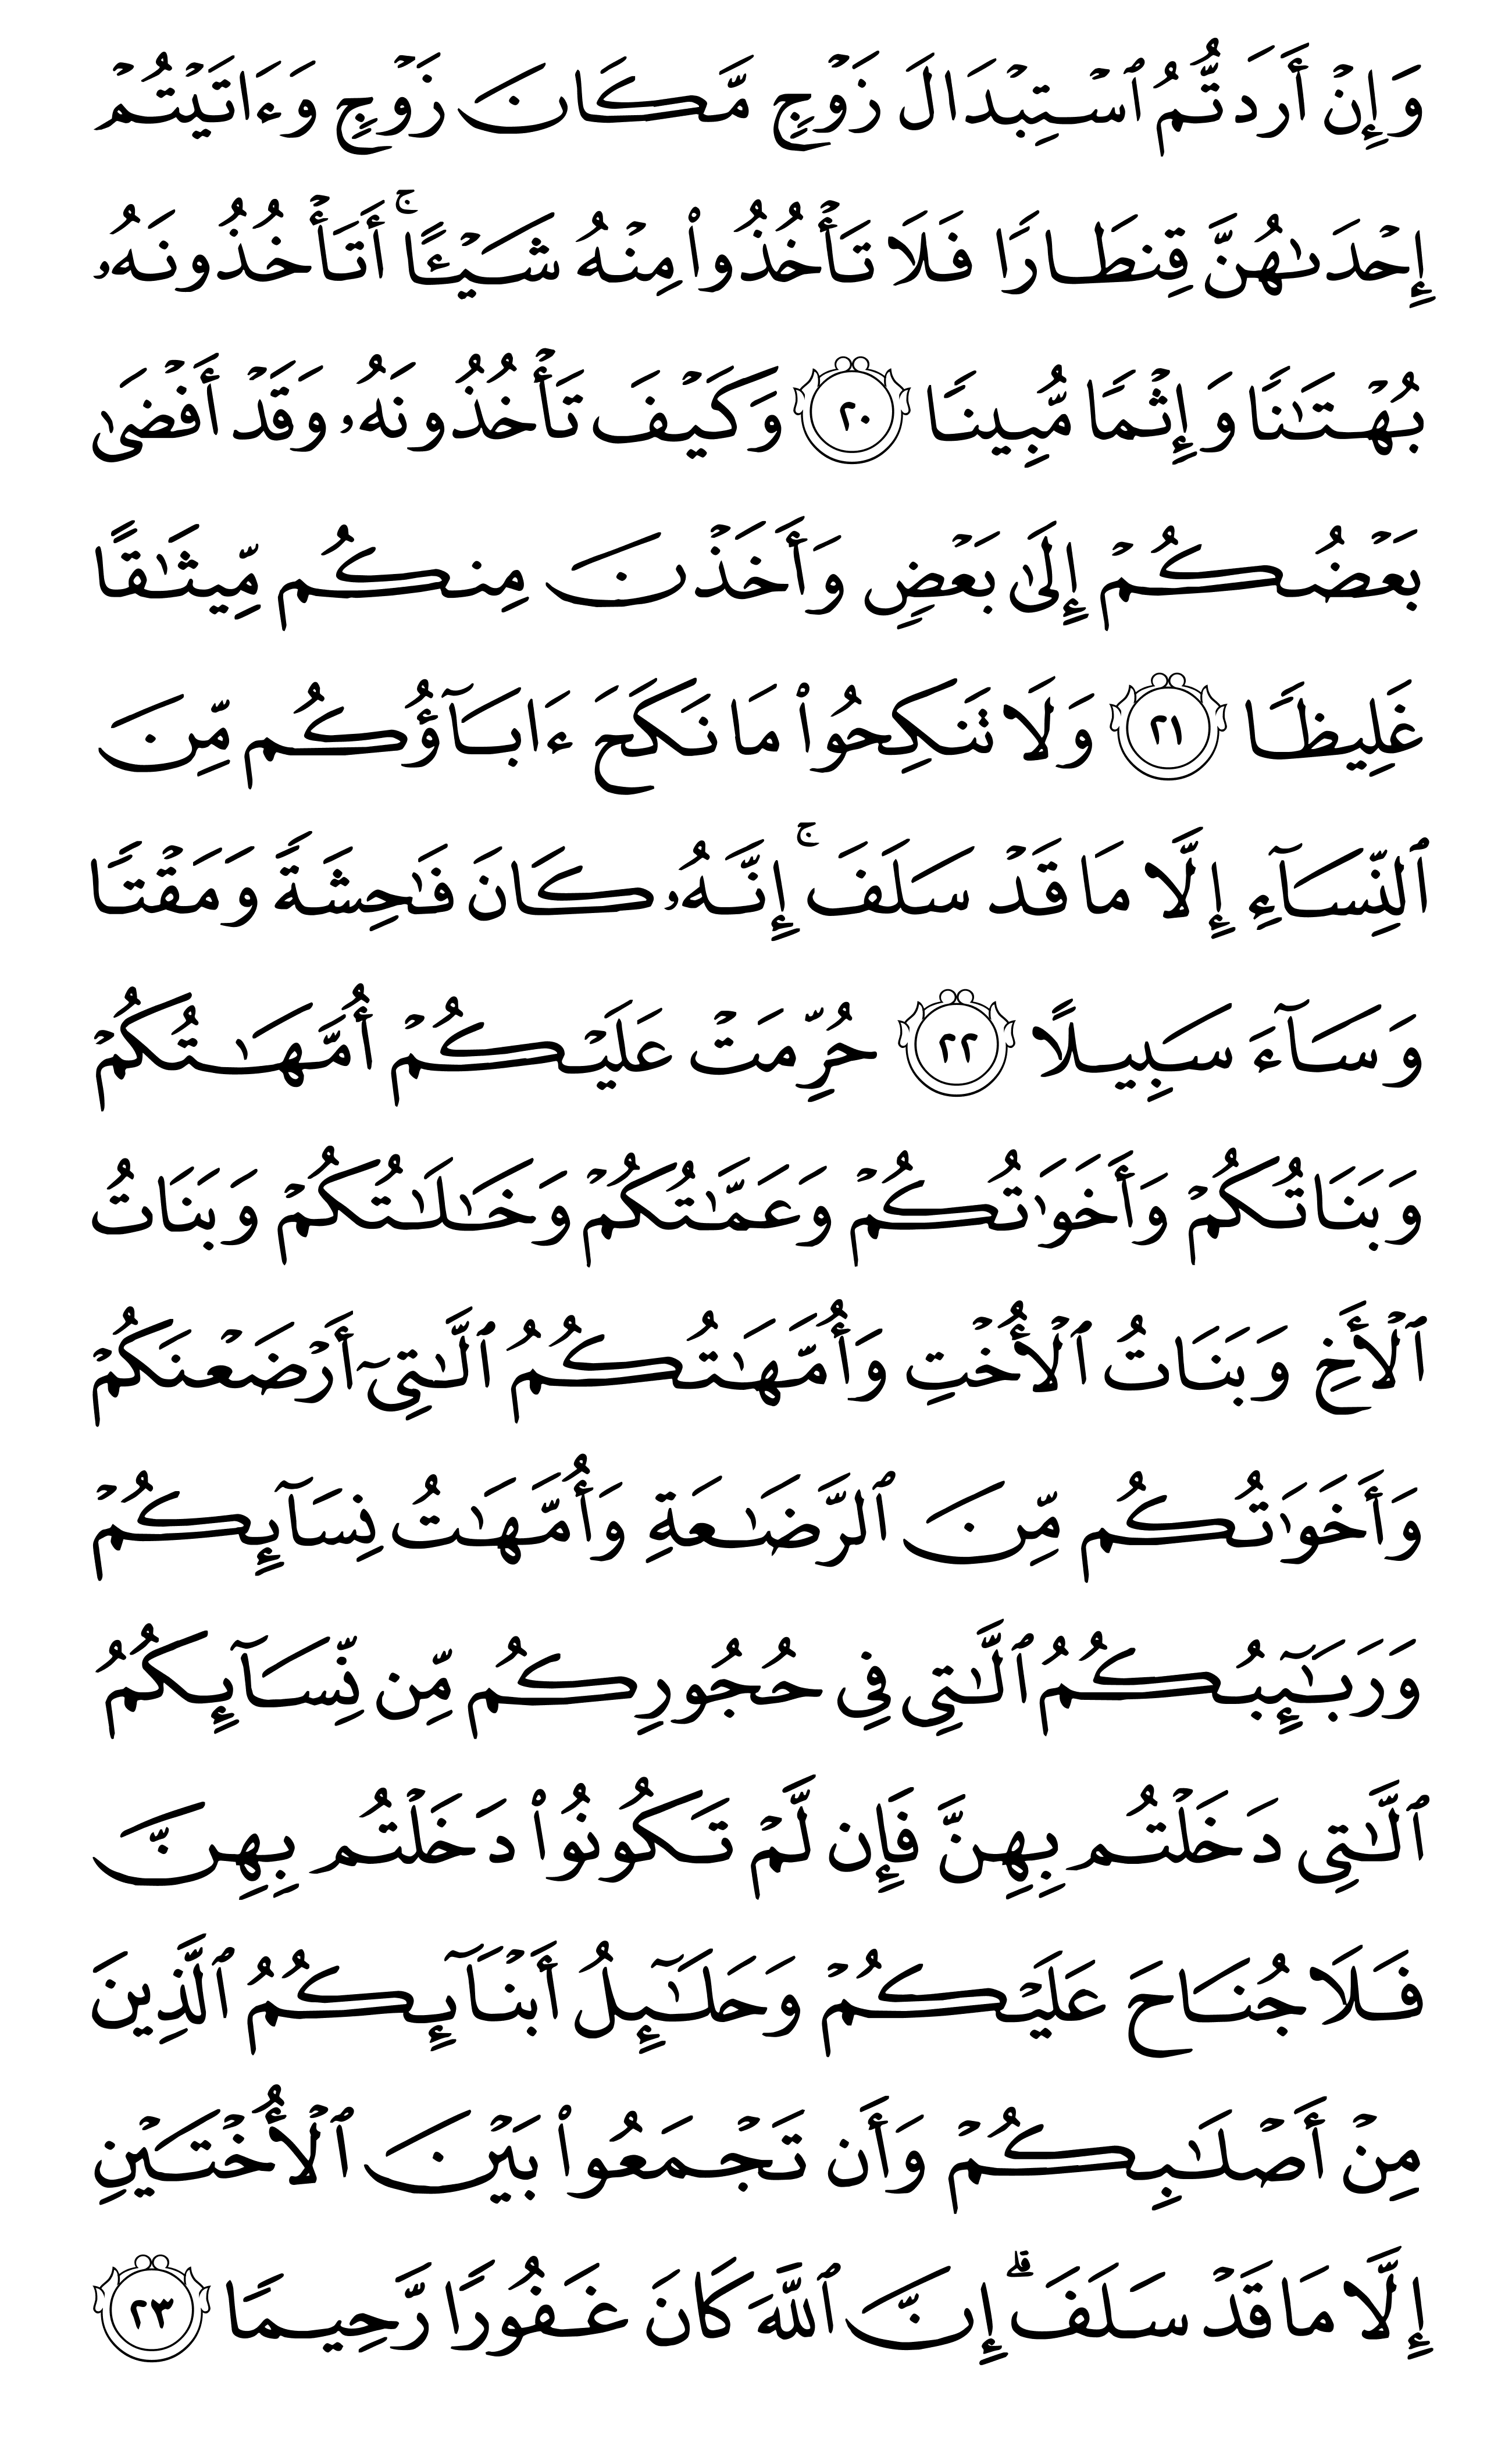 وَإِنْ أَرَدتُّمُ ٱسْتِبْدَالَ زَوْجٍ مَّكَانَ زَوْجٍ وَءَاتَيْتُمْ
إِحْدَىٰهُنَّ قِنطَارًا فَلَا تَأْخُذُوا۟ مِنْهُ شَيْـًٔا ۚ أَتَأْخُذُونَهُۥ
بُهْتَـٰنًا وَإِثْمًا مُّبِينًا ٢٠ وَكَيْفَ تَأْخُذُونَهُۥ وَقَدْ أَفْضَىٰ
بَعْضُكُمْ إِلَىٰ بَعْضٍ وَأَخَذْنَ مِنكُم مِّيثَـٰقًا
غَلِيظًا ٢١ وَلَا تَنكِحُوا۟ مَا نَكَحَ ءَابَآؤُكُم مِّنَ
ٱلنِّسَآءِ إِلَّا مَا قَدْ سَلَفَ ۚ إِنَّهُۥ كَانَ فَـٰحِشَةً وَمَقْتًا
وَسَآءَ سَبِيلًا ٢٢ حُرِّمَتْ عَلَيْكُمْ أُمَّهَـٰتُكُمْ
وَبَنَاتُكُمْ وَأَخَوَٰتُكُمْ وَعَمَّـٰتُكُمْ وَخَـٰلَـٰتُكُمْ وَبَنَاتُ
ٱلْأَخِ وَبَنَاتُ ٱلْأُخْتِ وَأُمَّهَـٰتُكُمُ ٱلَّـٰتِىٓ أَرْضَعْنَكُمْ
وَأَخَوَٰتُكُم مِّنَ ٱلرَّضَـٰعَةِ وَأُمَّهَـٰتُ نِسَآئِكُمْ
وَرَبَـٰٓئِبُكُمُ ٱلَّـٰتِى فِى حُجُورِكُم مِّن نِّسَآئِكُمُ
ٱلَّـٰتِى دَخَلْتُم بِهِنَّ فَإِن لَّمْ تَكُونُوا۟ دَخَلْتُم بِهِنَّ
فَلَا جُنَاحَ عَلَيْكُمْ وَحَلَـٰٓئِلُ أَبْنَآئِكُمُ ٱلَّذِينَ
مِنْ أَصْلَـٰبِكُمْ وَأَن تَجْمَعُوا۟ بَيْنَ ٱلْأُخْتَيْنِ
إِلَّا مَا قَدْ سَلَفَ ۗ إِنَّ ٱللَّهَ كَانَ غَفُورًا رَّحِيمًا ٢٣